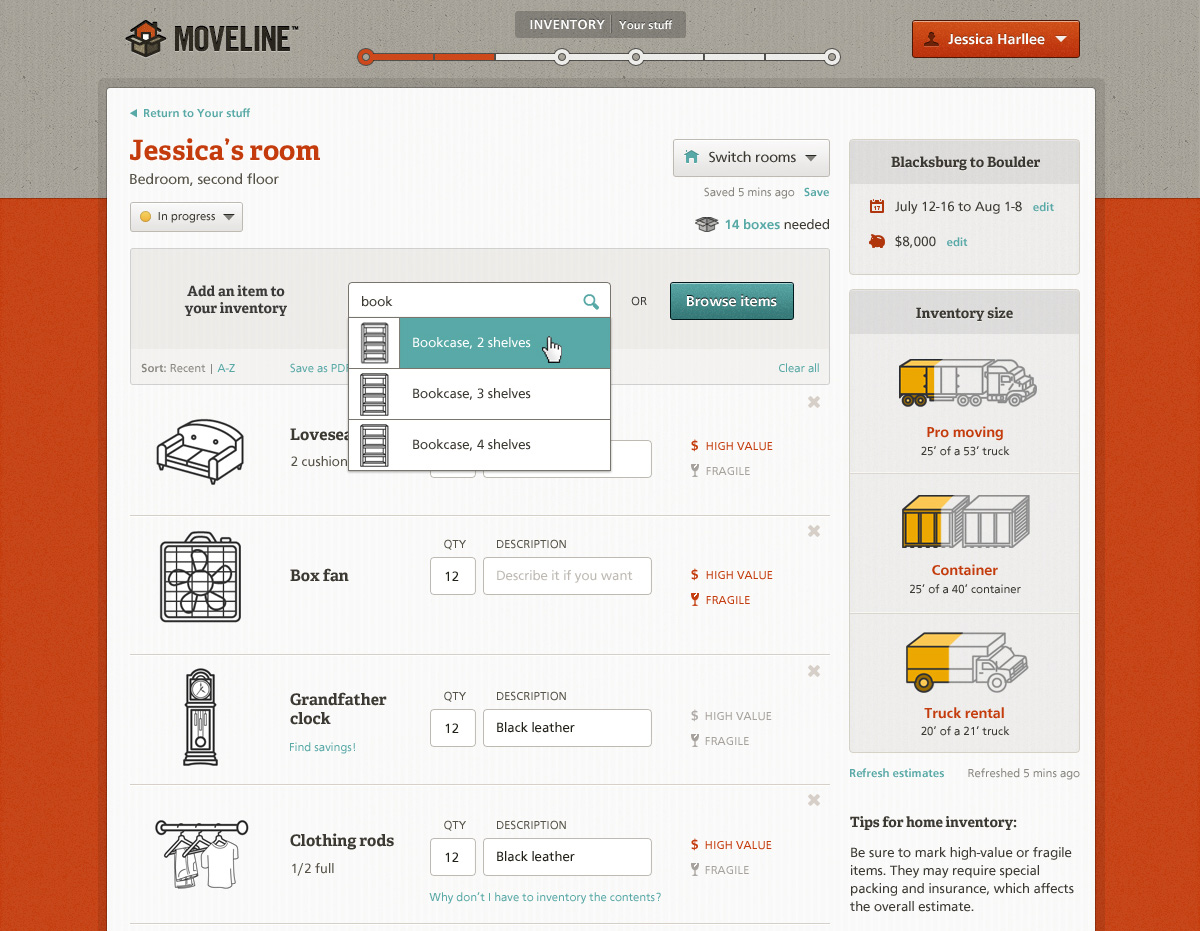 MOVELINE™
INVENTORY | Your stuff
Jessica Harllee
Return to Your stuff
Jessica's room
Bedroom, second floor
In progress
Switch rooms
Saved 5 mins ago Save
14 boxes needed
Add an item to
your inventory
book
OR
Browse items
Bookcase, 2 shelves
Bookcase, 3 shelves
Bookcase, 4 shelves
Sort: Recent | A-Z
Save as PDF
Clear all
2 cushion
$ HIGH VALUE
FRAGILE
Box fan
QTY
DESCRIPTION
12
Describe it if you want
$ HIGH VALUE
FRAGILE
Grandfather
clock
Find savings!
QTY
DESCRIPTION
12
Black leather
$ HIGH VALUE
FRAGILE
Clothing rods
1/2 full
QTY
DESCRIPTION
12
Black leather
Why don't I have to inventory the contents?
$ HIGH VALUE
FRAGILE
Blacksburg to Boulder
17
July 12-16 to Aug 1-8 edit
$8,000 edit
Inventory size
Pro moving
25' of a 53' truck
Container
25' of a 40' container
Truck rental
20' of a 21' truck
Refresh estimates
Refreshed 5 mins ago
Tips for home inventory:
Be sure to mark high-value or fragile
items. They may require special
packing and insurance, which affects
the overall estimate.